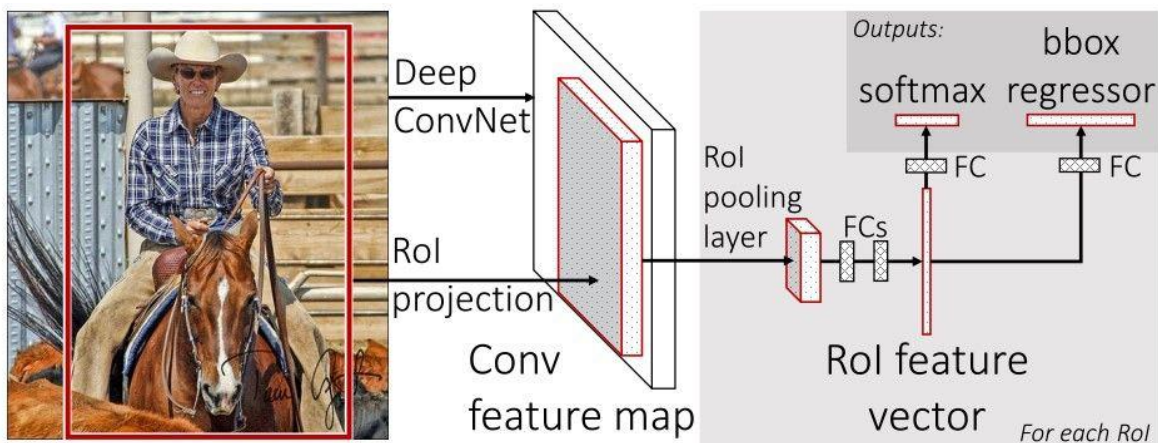 Deep
ConvNet
RoI
projection
Conv
feature map
RoI
pooling
layer
FCs
RoI feature
vector
For each RoI
Outputs:
softmax
bbox
regressor
FC
FC